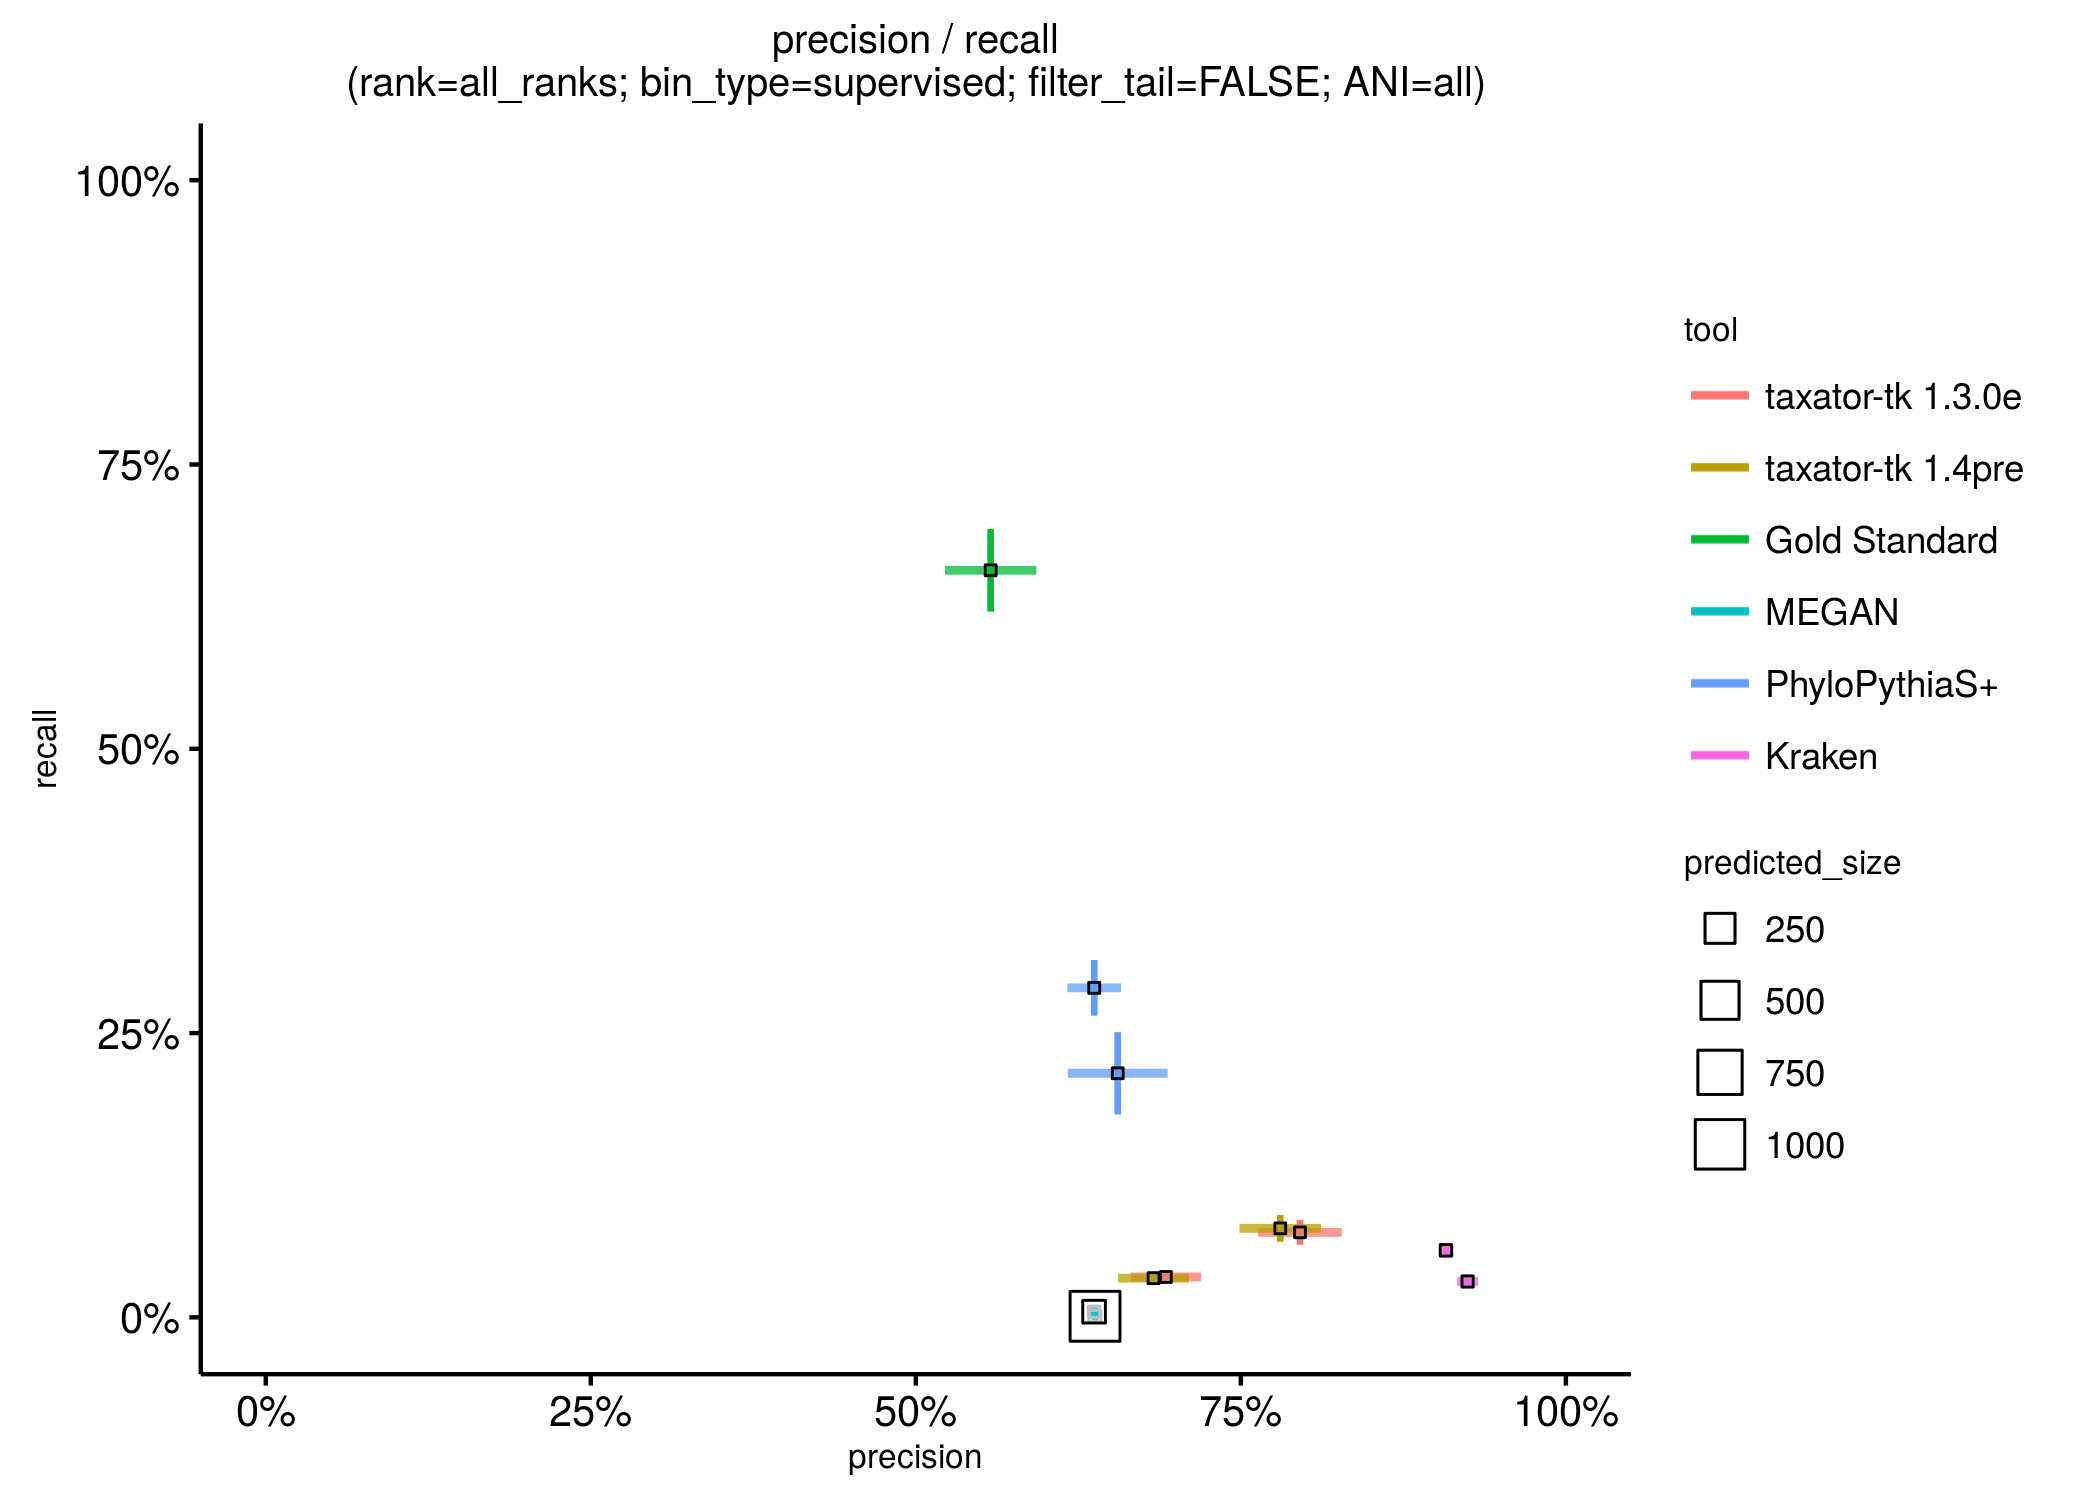 precision / recall
(rank=all_ranks; bin_type=supervised; filter_tail=FALSE; ANI=all)
100%
75%
50%
25%
0%
recall
0%
25%
50%
75%
100%
precision
tool
taxator-tk 1.3.0e
taxator-tk 1.4pre
Gold Standard
MEGAN
PhyloPythiaS+
Kraken
predicted_size
250
500
750
1000